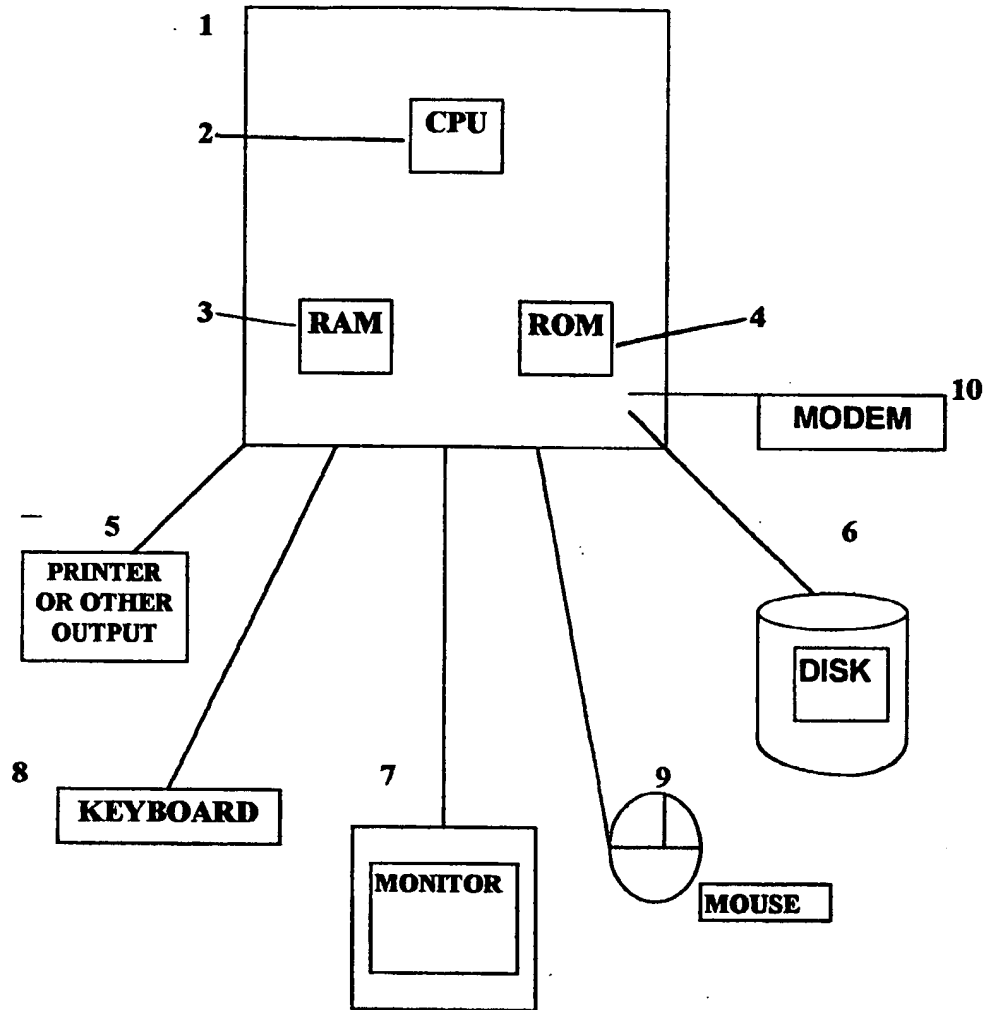 1
CPU
2
3
RAM
ROM
4
10
MODEM
5
6
PRINTER
OR OTHER
OUTPUT
DISK
8
7
9
KEYBOARD
MONITOR
MOUSE